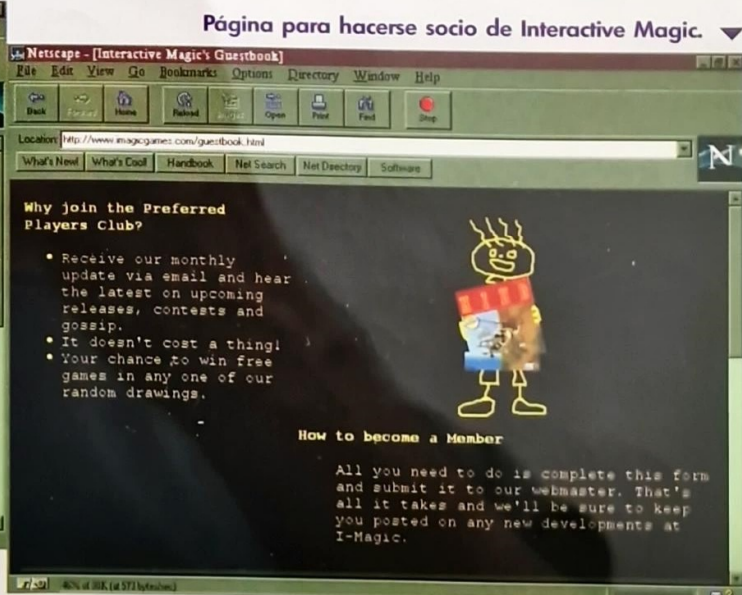 Página para hacerse socio de Interactive Magic.
Netscape - [Interactive Magic's Guestbook]
File Edit View Go Bookmarks Options Directory Window Help
Back Forward Home Reload Images Open Print Find Stop
Location: http://www.imagicgames.com/guestbook.html
N
What's New! What's Cool! Handbook Net Search Net Directory Software
Why join the Preferred
Players Club?
• Receive our monthly
update via email and hear
the latest on upcoming
releases, contests and
gossip.
• It doesn't cost a thing!
• Your chance to win free
games in any one of our
random drawings.
How to become a Member
All you need to do is complete this form
and submit it to our webmaster. That's
all it takes and we'll be sure to keep
you posted on any new developments at
I-Magic.